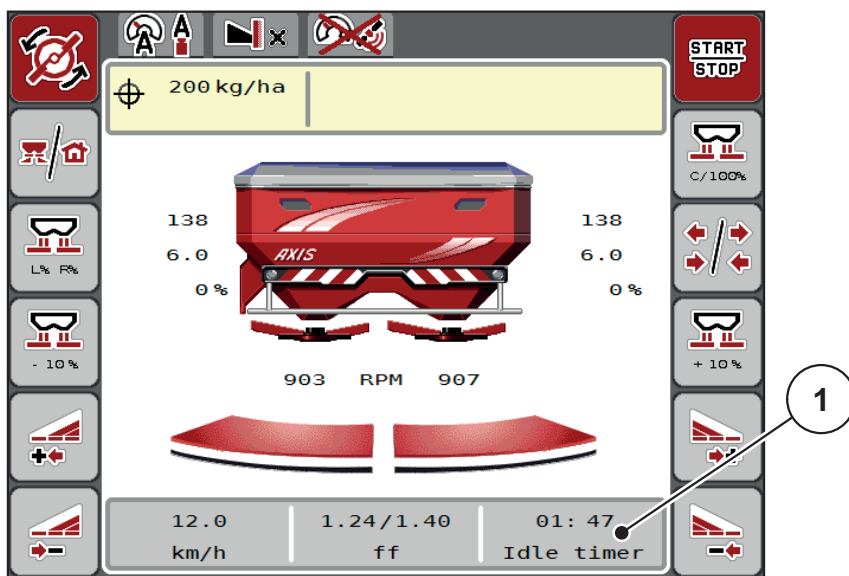 A A x A
START
STOP
200 kg/ha
C/100%
138 138
6.0 AXIS 6.0
L% R%
0% 0%
- 10% + 10%
903 RPM 907
1
12.0 1.24/1.40 01:47
km/h ff Idle timer